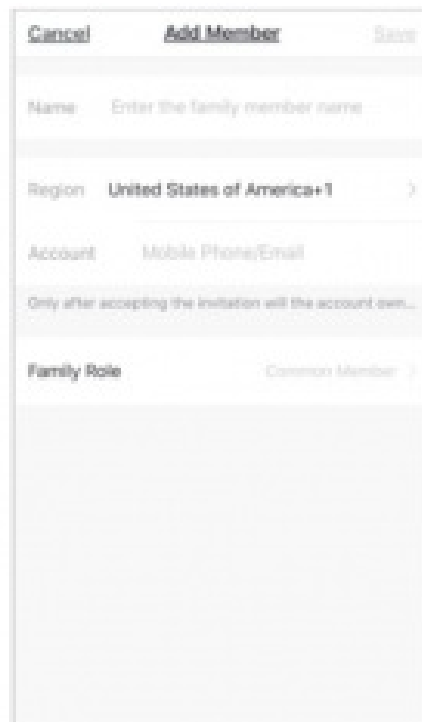 Cancel Add Member Save
Name Enter the family member name
Region United States of America+1 >
Account Mobile Phone/Email
Only after accepting the invitation will the account own...
Family Role Common Member >